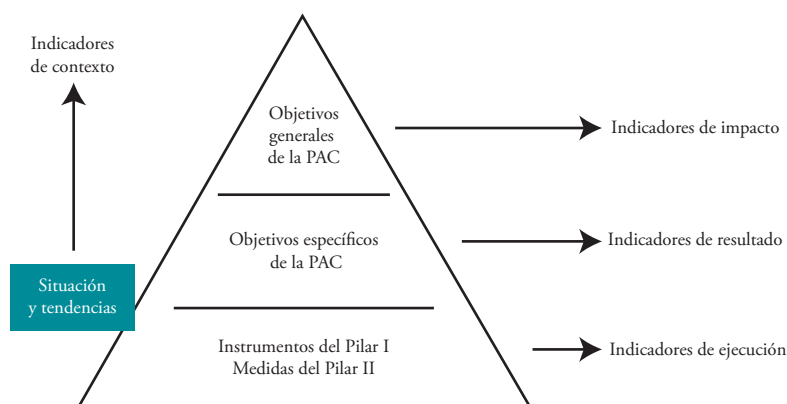 Indicadores
de contexto
Objetivos
generales
de la PAC
Indicadores de impacto
Objetivos específicos
de la PAC
Indicadores de resultado
Situación
y tendencias
Instrumentos del Pilar I
Medidas del Pilar II
Indicadores de ejecución